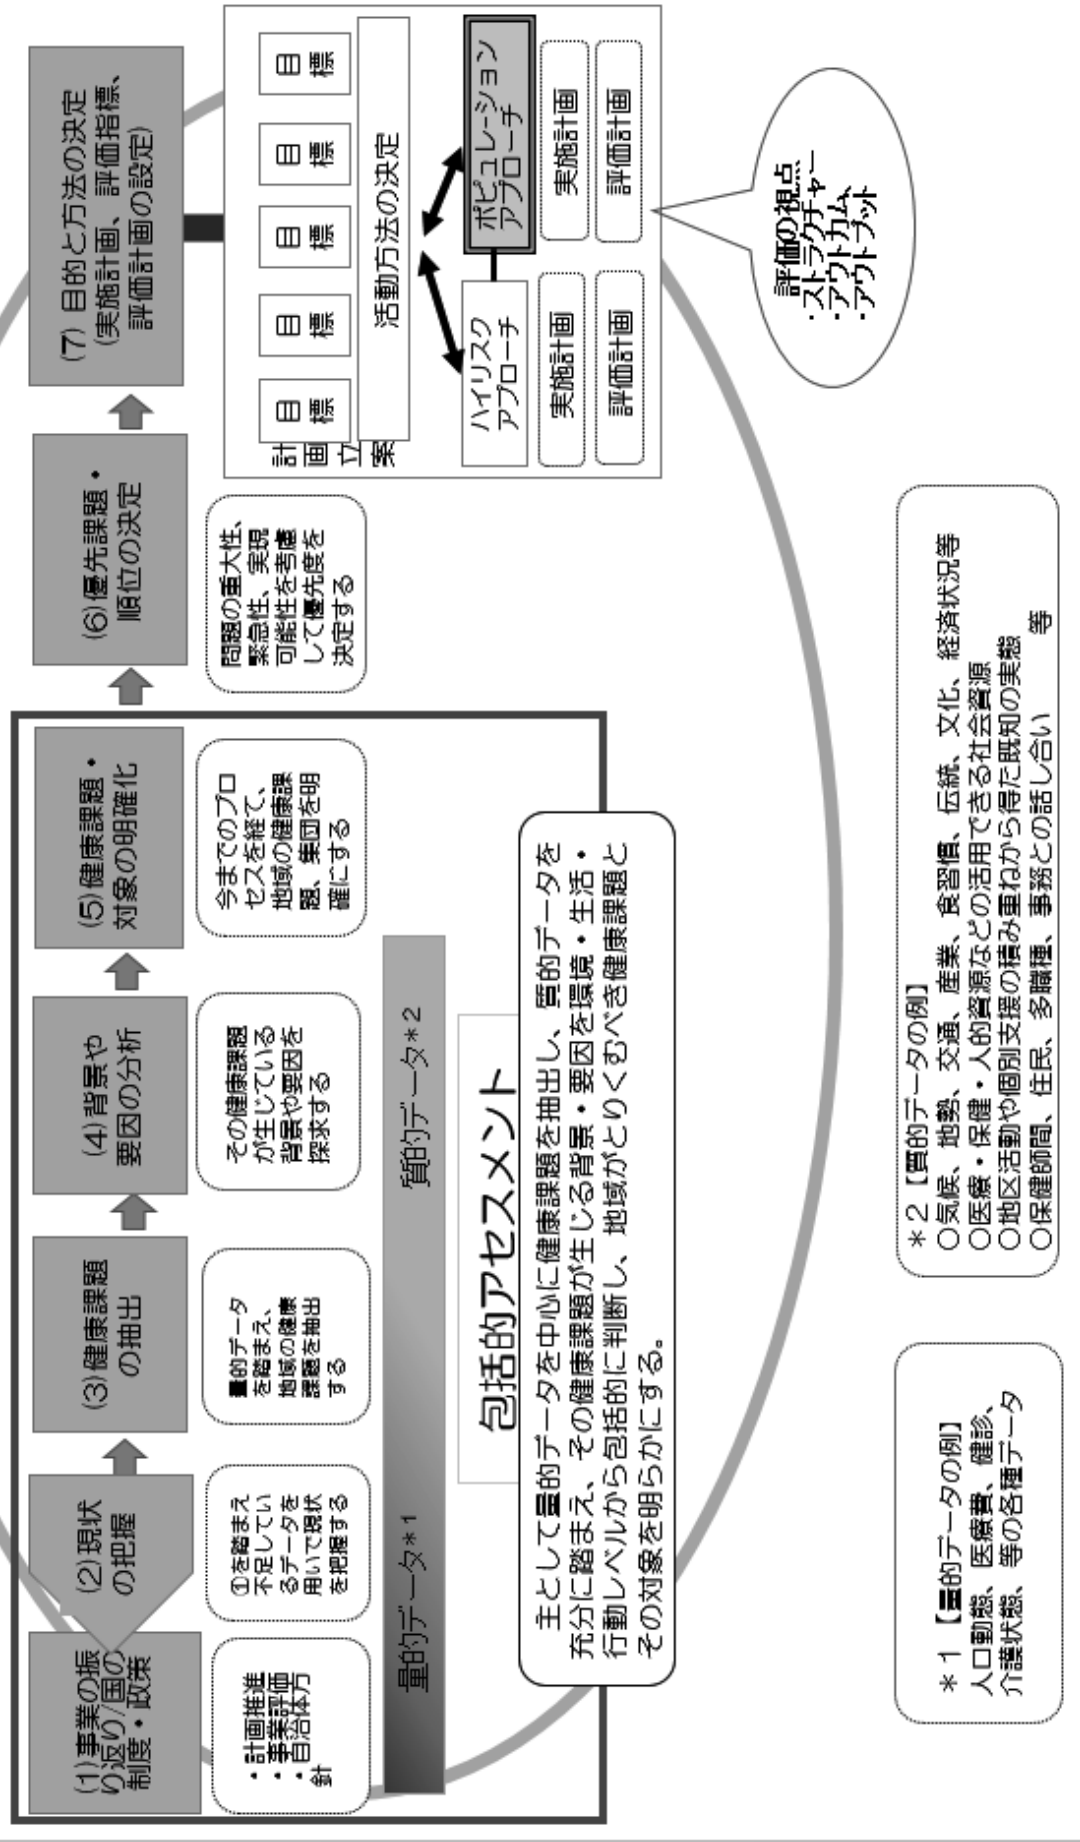 (1)事業の振
り返り/国の
制度・政策
(2)現状
の把握
(3)健康課題
の抽出
(4)背景や
要因の分析
(5)健康課題・
対象の明確化
(6)優先課題・
順位の決定
(7) 目的と方法の決定
(実施計画、評価指標、
評価計画の設定)
・計画推進
・事業評価
・自治体方
針
①を踏まえ
不足してい
るデータを
用いて現状
を把握する
量的データ
を踏まえ、
地域の健康
課題を抽出
する
その健康課題
が生じている
背景や要因を
探求する
今までのプロ
セスを経て、
地域の健康課
題、集団を明
確にする
問題の重大性、
緊急性、実現
可能性を考慮
して優先度を
決定する
量的データ*1
質的データ*2
包括的アセスメント
主として量的データを中心に健康課題を抽出し、質的データを
充分に踏まえ、その健康課題が生じる背景・要因を環境・生活・
行動レベルから包括的に判断し、地域がとりくむべき健康課題と
その対象を明らかにする。
計
画
立
案
目
標
目
標
目
標
目
標
目
標
活動方法の決定
ハイリスク
アプローチ
ポピュレーション
アプローチ
実施計画
評価計画
実施計画
評価計画
評価の視点
・ストラクチャー
・アウトカム、
・アウトプット
*1【量的データの例】
人口動態、医療費、健診、
介護状態、等の各種データ
*2【質的データの例】
○気候、地勢、交通、産業、食習慣、伝統、文化、経済状況等
○医療・保健・人的資源などの活用できる社会資源
○地区活動や個別支援の積み重ねから得た既知の実態
○保健師間、住民、多職種、事務との話し合い 等